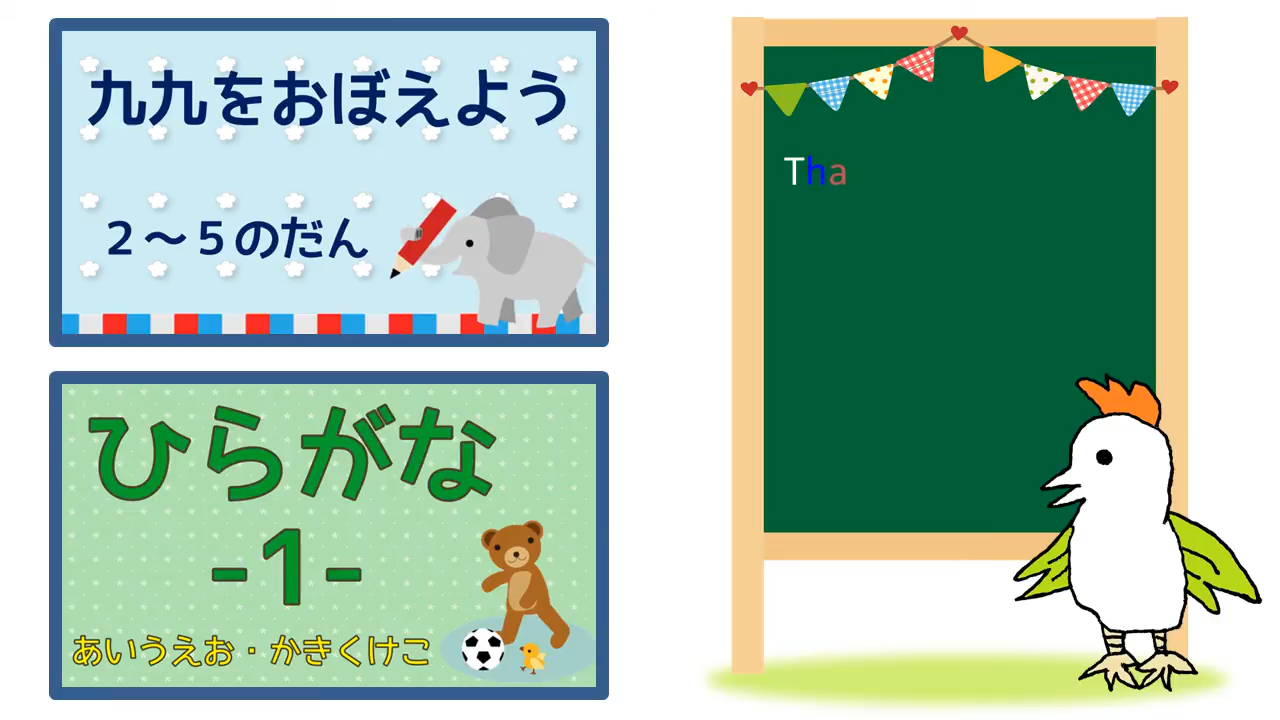 九九をおぼえよう
２～５のだん
ひらがな
-1-
あいうえお・かきくけこ
Tha